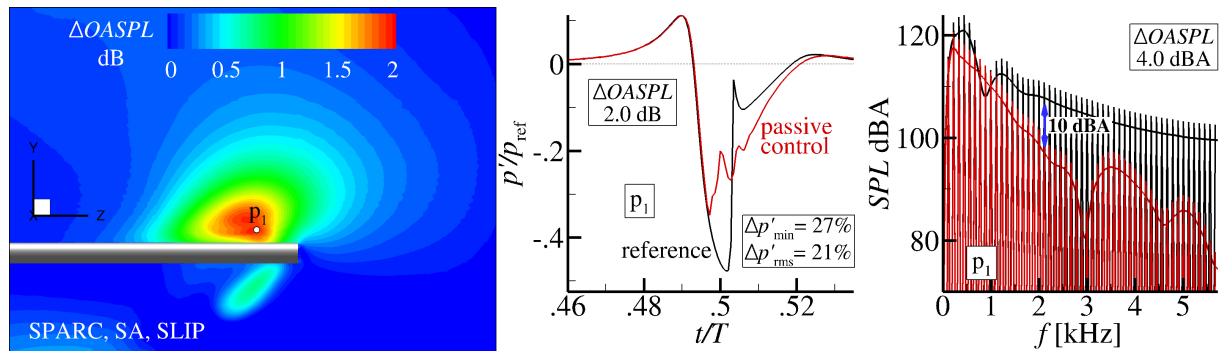 ΔOASPL
dB
0 0.5 1 1.5 2
Y
X
Z
p1
SPARC, SA, SLIP
p'/pref
0
-.2
-.4
ΔOASPL
2.0 dB
passive
control
p1
reference
Δp'min = 27%
Δp'rms = 21%
.46 .48 .5 .52
t/T
SPL dBA
120
100
80
ΔOASPL
4.0 dBA
10 dBA
p1
0 1 2 3 4 5
f [kHz]